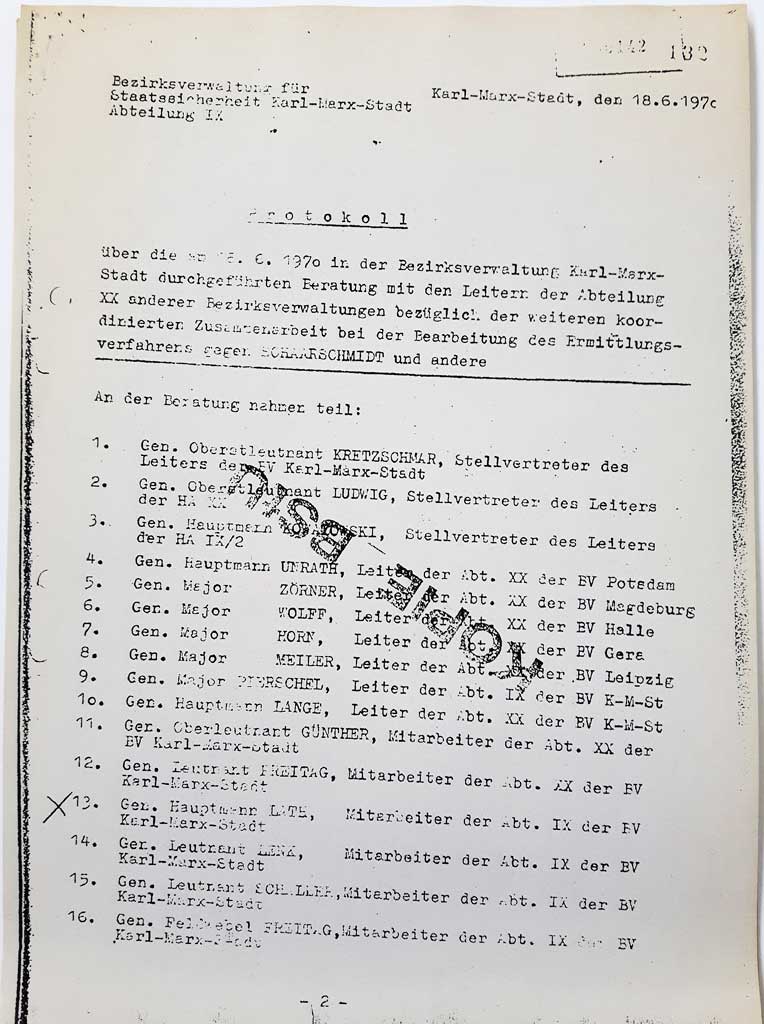 142 132
Bezirksverwaltung für
Staatssicherheit Karl-Marx-Stadt
Abteilung IX
Karl-Marx-Stadt, den 18.6.197o
Protokoll
über die am 6. 197o in der Bezirksverwaltung Karl-Marx-
Stadt durchgeführten Beratung mit den Leitern der Abteilung
XX anderer Bezirksverwaltungen bezüglich der weiteren koor-
dinierten Zusammenarbeit bei der Bearbeitung des Ermittlungs-
verfahrens gegen SCHAARSCHMIDT und andere
An der Beratung nahmen teil:
1. Gen. Oberstleutnant KRETZSCHMAR, Stellvertreter des
Leiters der BV Karl-Marx-Stadt
2. Gen. Oberstleutnant LUDWIG, Stellvertreter des Leiters
der HA XX
3. Gen. Hauptmann Stellvertreter des Leiters
der HA IX/2
4. Gen. Hauptmann UNRATH, Leiter der Abt. XX der BV Potsdam
5. Gen. Major ZÖRNER, Leiter der Abt. XX der BV Magdeburg
6. Gen. Major WOLFF, Leiter der Abt. XX der BV Halle
7. Gen. Major HORN, Leiter der Abt. XX der BV Gera
8. Gen. Major MEILER, Leiter der Abt. XX der BV Leipzig
9. Gen. Major PIERSCHEL, Leiter der Abt. IX der BV K-M-St
1o. Gen. Hauptmann LANGE, Leiter der Abt. XX der BV K-M-St
11. Gen. Oberleutnant GÜNTHER, Mitarbeiter der Abt. XX der
BV Karl-Marx-Stadt
12. Gen. Leutnant FREITAG, Mitarbeiter der Abt. XX der BV
Karl-Marx-Stadt
X 13. Gen. Hauptmann Mitarbeiter der Abt. IX der BV
Karl-Marx-Stadt
14. Gen. Leutnant LENK, Mitarbeiter der Abt. IX der BV
Karl-Marx-Stadt
15. Gen. Leutnant Mitarbeiter der Abt. IX der BV
Karl-Marx-Stadt
16. Gen. Feldwebel FREITAG, Mitarbeiter der Abt. IX der BV
Karl-Marx-Stadt
KOPIE BStU
- 2 -